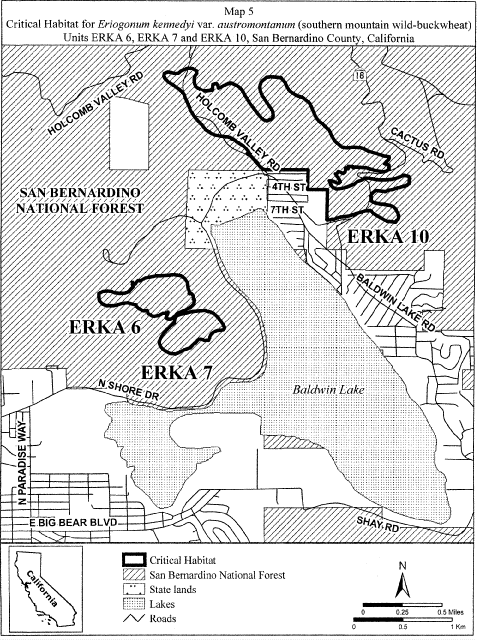 Map 5
Critical Habitat for Eriogonum kennedyi var. austromontanum (southern mountain wild-buckwheat)
Units ERKA 6, ERKA 7 and ERKA 10, San Bernardino County, California
HOLCOMB VALLEY RD
18
HOLCOMB VALLEY RD
CACTUS RD
SAN BERNARDINO
NATIONAL FOREST
4TH ST
7TH ST
ERKA 10
BALDWIN LAKE RD
ERKA 6
ERKA 7
N SHORE DR
Baldwin Lake
N PARADISE WAY
E BIG BEAR BLVD
SHAY RD
California
Critical Habitat
San Bernardino National Forest
State lands
Lakes
Roads
N
0 0.25 0.5 Miles
0 0.5 1 Km